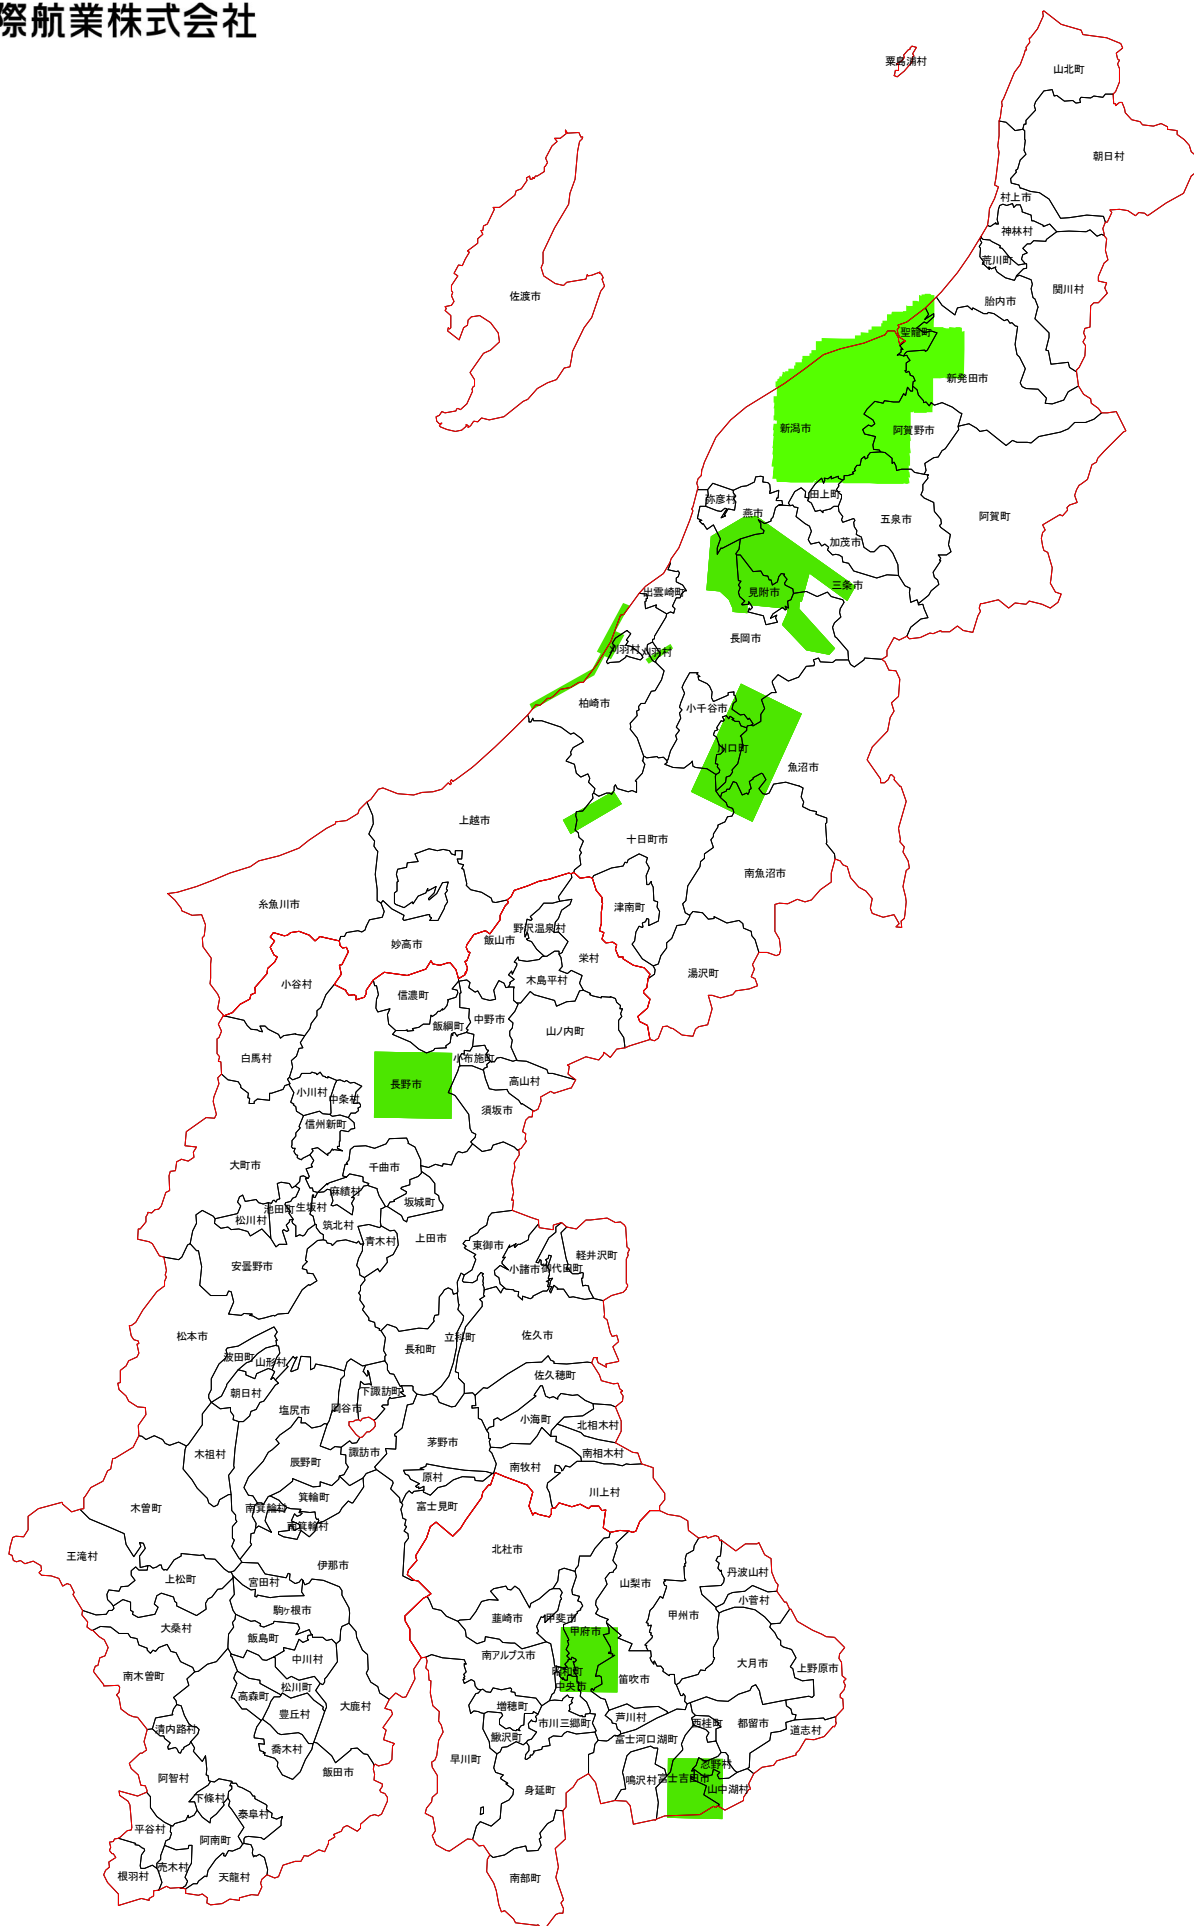 際航業株式会社
粟島浦村
山北町
朝日村
村上市
神林村
荒川町
関川村
胎内市
佐渡市
聖籠町
新発田市
新潟市
阿賀野市
弥彦村
田上町
燕市
五泉市
阿賀町
加茂市
三条市
出雲崎町
見附市
長岡市
刈羽村
刈羽村
柏崎市
小千谷市
川口町
魚沼市
上越市
十日町市
南魚沼市
糸魚川市
津南町
野沢温泉村
妙高市
飯山市
栄村
湯沢町
小谷村
木島平村
信濃町
中野市
飯綱町
山ノ内町
白馬村
小布施町
長野市
高山村
小川村
中条村
須坂市
信州新町
大町市
千曲市
麻績村
坂城町
池田町
生坂村
松川村
筑北村
青木村
上田市
東御市
軽井沢町
安曇野市
小諸市
御代田町
松本市
立科町
佐久市
長和町
波田町
山形村
佐久穂町
朝日村
下諏訪町
岡谷市
塩尻市
小海町
北相木村
茅野市
諏訪市
南相木村
木祖村
辰野町
南牧村
原村
川上村
箕輪町
木曽町
南箕輪村
富士見町
南箕輪村
北杜市
王滝村
伊那市
丹波山村
上松町
宮田村
山梨市
小菅村
駒ヶ根市
甲州市
韮崎市
甲斐市
大桑村
甲府市
飯島町
南アルプス市
中川村
大月市
上野原市
南木曽町
昭和町
笛吹市
松川町
中央市
高森町
大鹿村
増穂町
豊丘村
芦川村
西桂町
都留市
市川三郷町
清内路村
鰍沢町
道志村
富士河口湖町
喬木村
早川町
忍野村
飯田市
阿智村
鳴沢村
富士吉田市
身延町
山中湖村
下條村
泰阜村
平谷村
阿南町
売木村
根羽村
天龍村
南部町